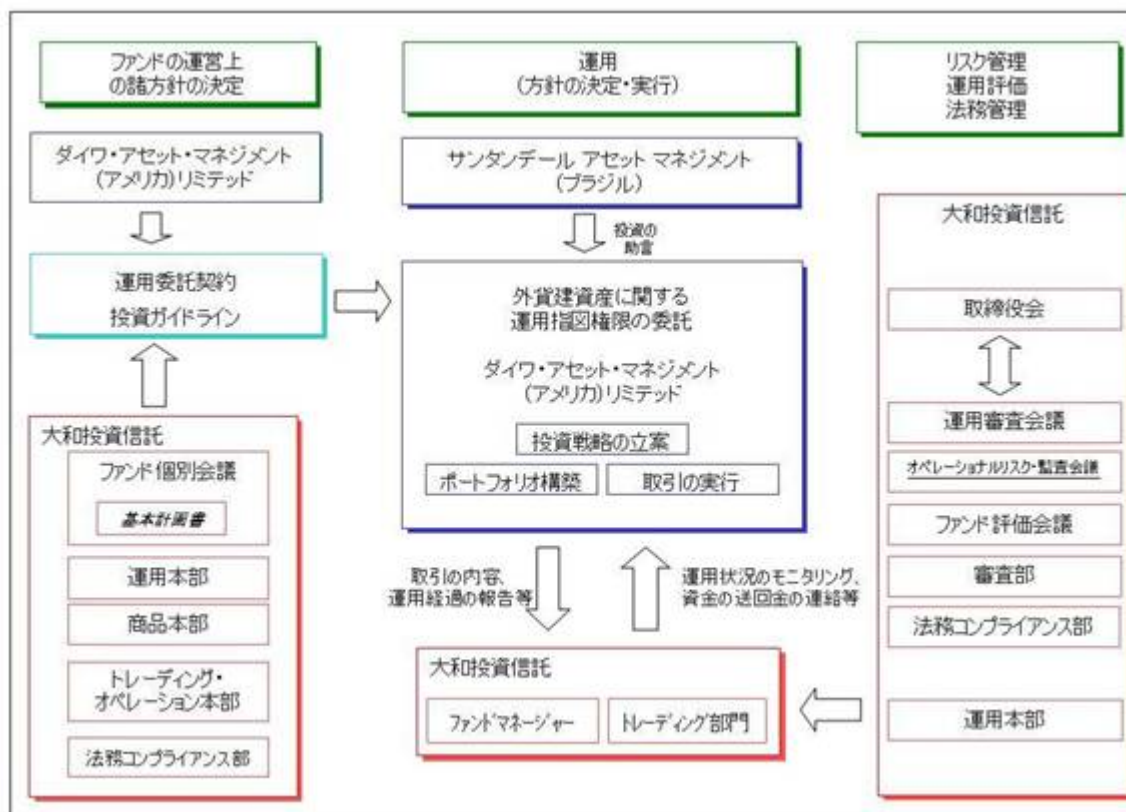 ファンドの運営上
の諸方針の決定
ダイワ・アセット・マネジメント
(アメリカ)リミテッド
運用委託契約
投資ガイドライン
大和投資信託
ファンド個別会議
基本計画書
運用本部
商品本部
トレーディング・
オペレーション本部
法務コンプライアンス部
運用
(方針の決定・実行)
サンタンデール アセット マネジメント
(ブラジル)
投資の
助言
外貨建資産に関する
運用指図権限の委託
ダイワ・アセット・マネジメント
(アメリカ)リミテッド
投資戦略の立案
ポートフォリオ構築
取引の実行
取引の内容、
運用経過の報告等
運用状況のモニタリング、
資金の送回金の連絡等
大和投資信託
ファンドマネージャー
トレーディング部門
リスク管理
運用評価
法務管理
大和投資信託
取締役会
運用審査会議
オペレーショナルリスク・監査会議
ファンド評価会議
審査部
法務コンプライアンス部
運用本部